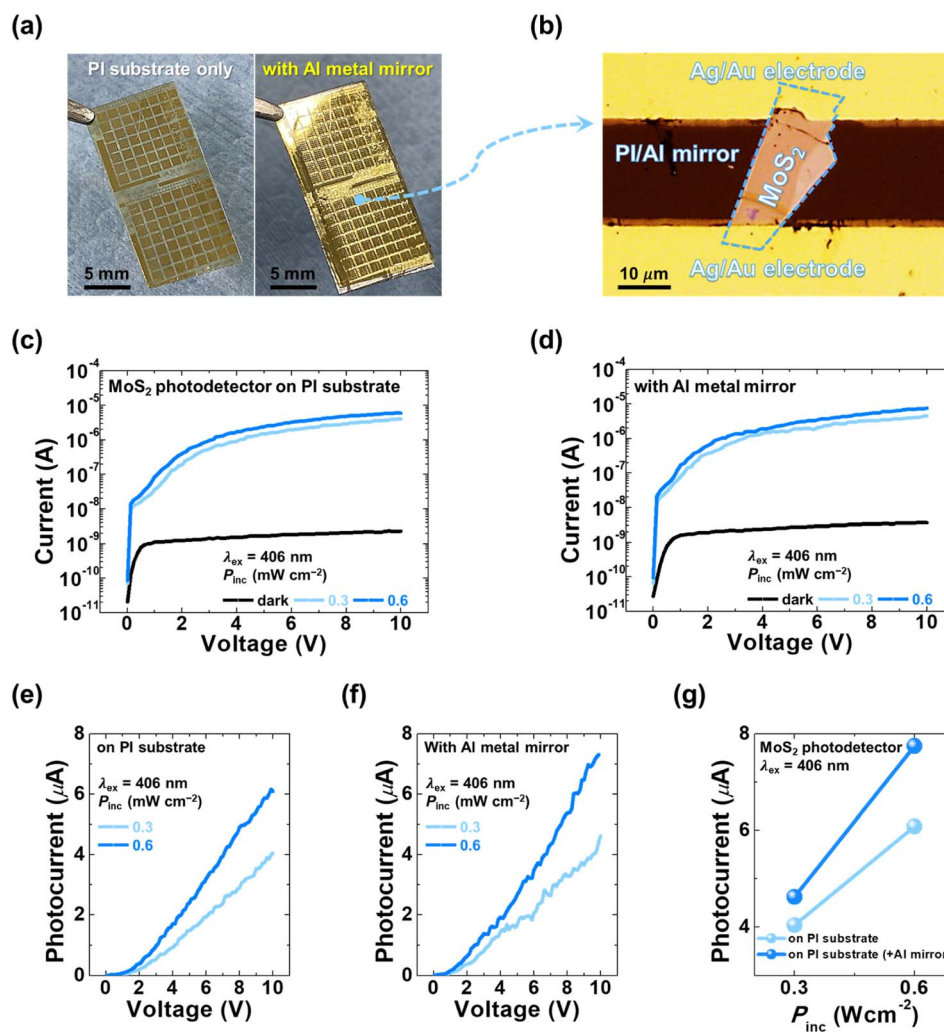 (a)
PI substrate only
with Al metal mirror
5 mm
5 mm
(b)
Ag/Au electrode
PI/Al mirror
MoS₂
Ag/Au electrode
10 μm
(c)
MoS₂ photodetector on PI substrate
Current (A)
10⁻⁴
10⁻⁵
10⁻⁶
10⁻⁷
10⁻⁸
10⁻⁹
10⁻¹⁰
10⁻¹¹
λex = 406 nm
Pinc (mW cm⁻²)
dark 0.3 0.6
0 2 4 6 8 10
Voltage (V)
(d)
with Al metal mirror
Current (A)
10⁻⁴
10⁻⁵
10⁻⁶
10⁻⁷
10⁻⁸
10⁻⁹
10⁻¹⁰
10⁻¹¹
λex = 406 nm
Pinc (mW cm⁻²)
dark 0.3 0.6
0 2 4 6 8 10
Voltage (V)
(e)
on PI substrate
λex = 406 nm
Pinc (mW cm⁻²)
0.3
0.6
Photocurrent (μA)
8
6
4
2
0
0 2 4 6 8 10
Voltage (V)
(f)
With Al metal mirror
λex = 406 nm
Pinc (mW cm⁻²)
0.3
0.6
Photocurrent (μA)
8
6
4
2
0
0 2 4 6 8 10
Voltage (V)
(g)
MoS₂ photodetector
λex = 406 nm
Photocurrent (μA)
8
6
4
on PI substrate
on PI substrate (+Al mirror
0.3 0.6
Pinc (Wcm⁻²)